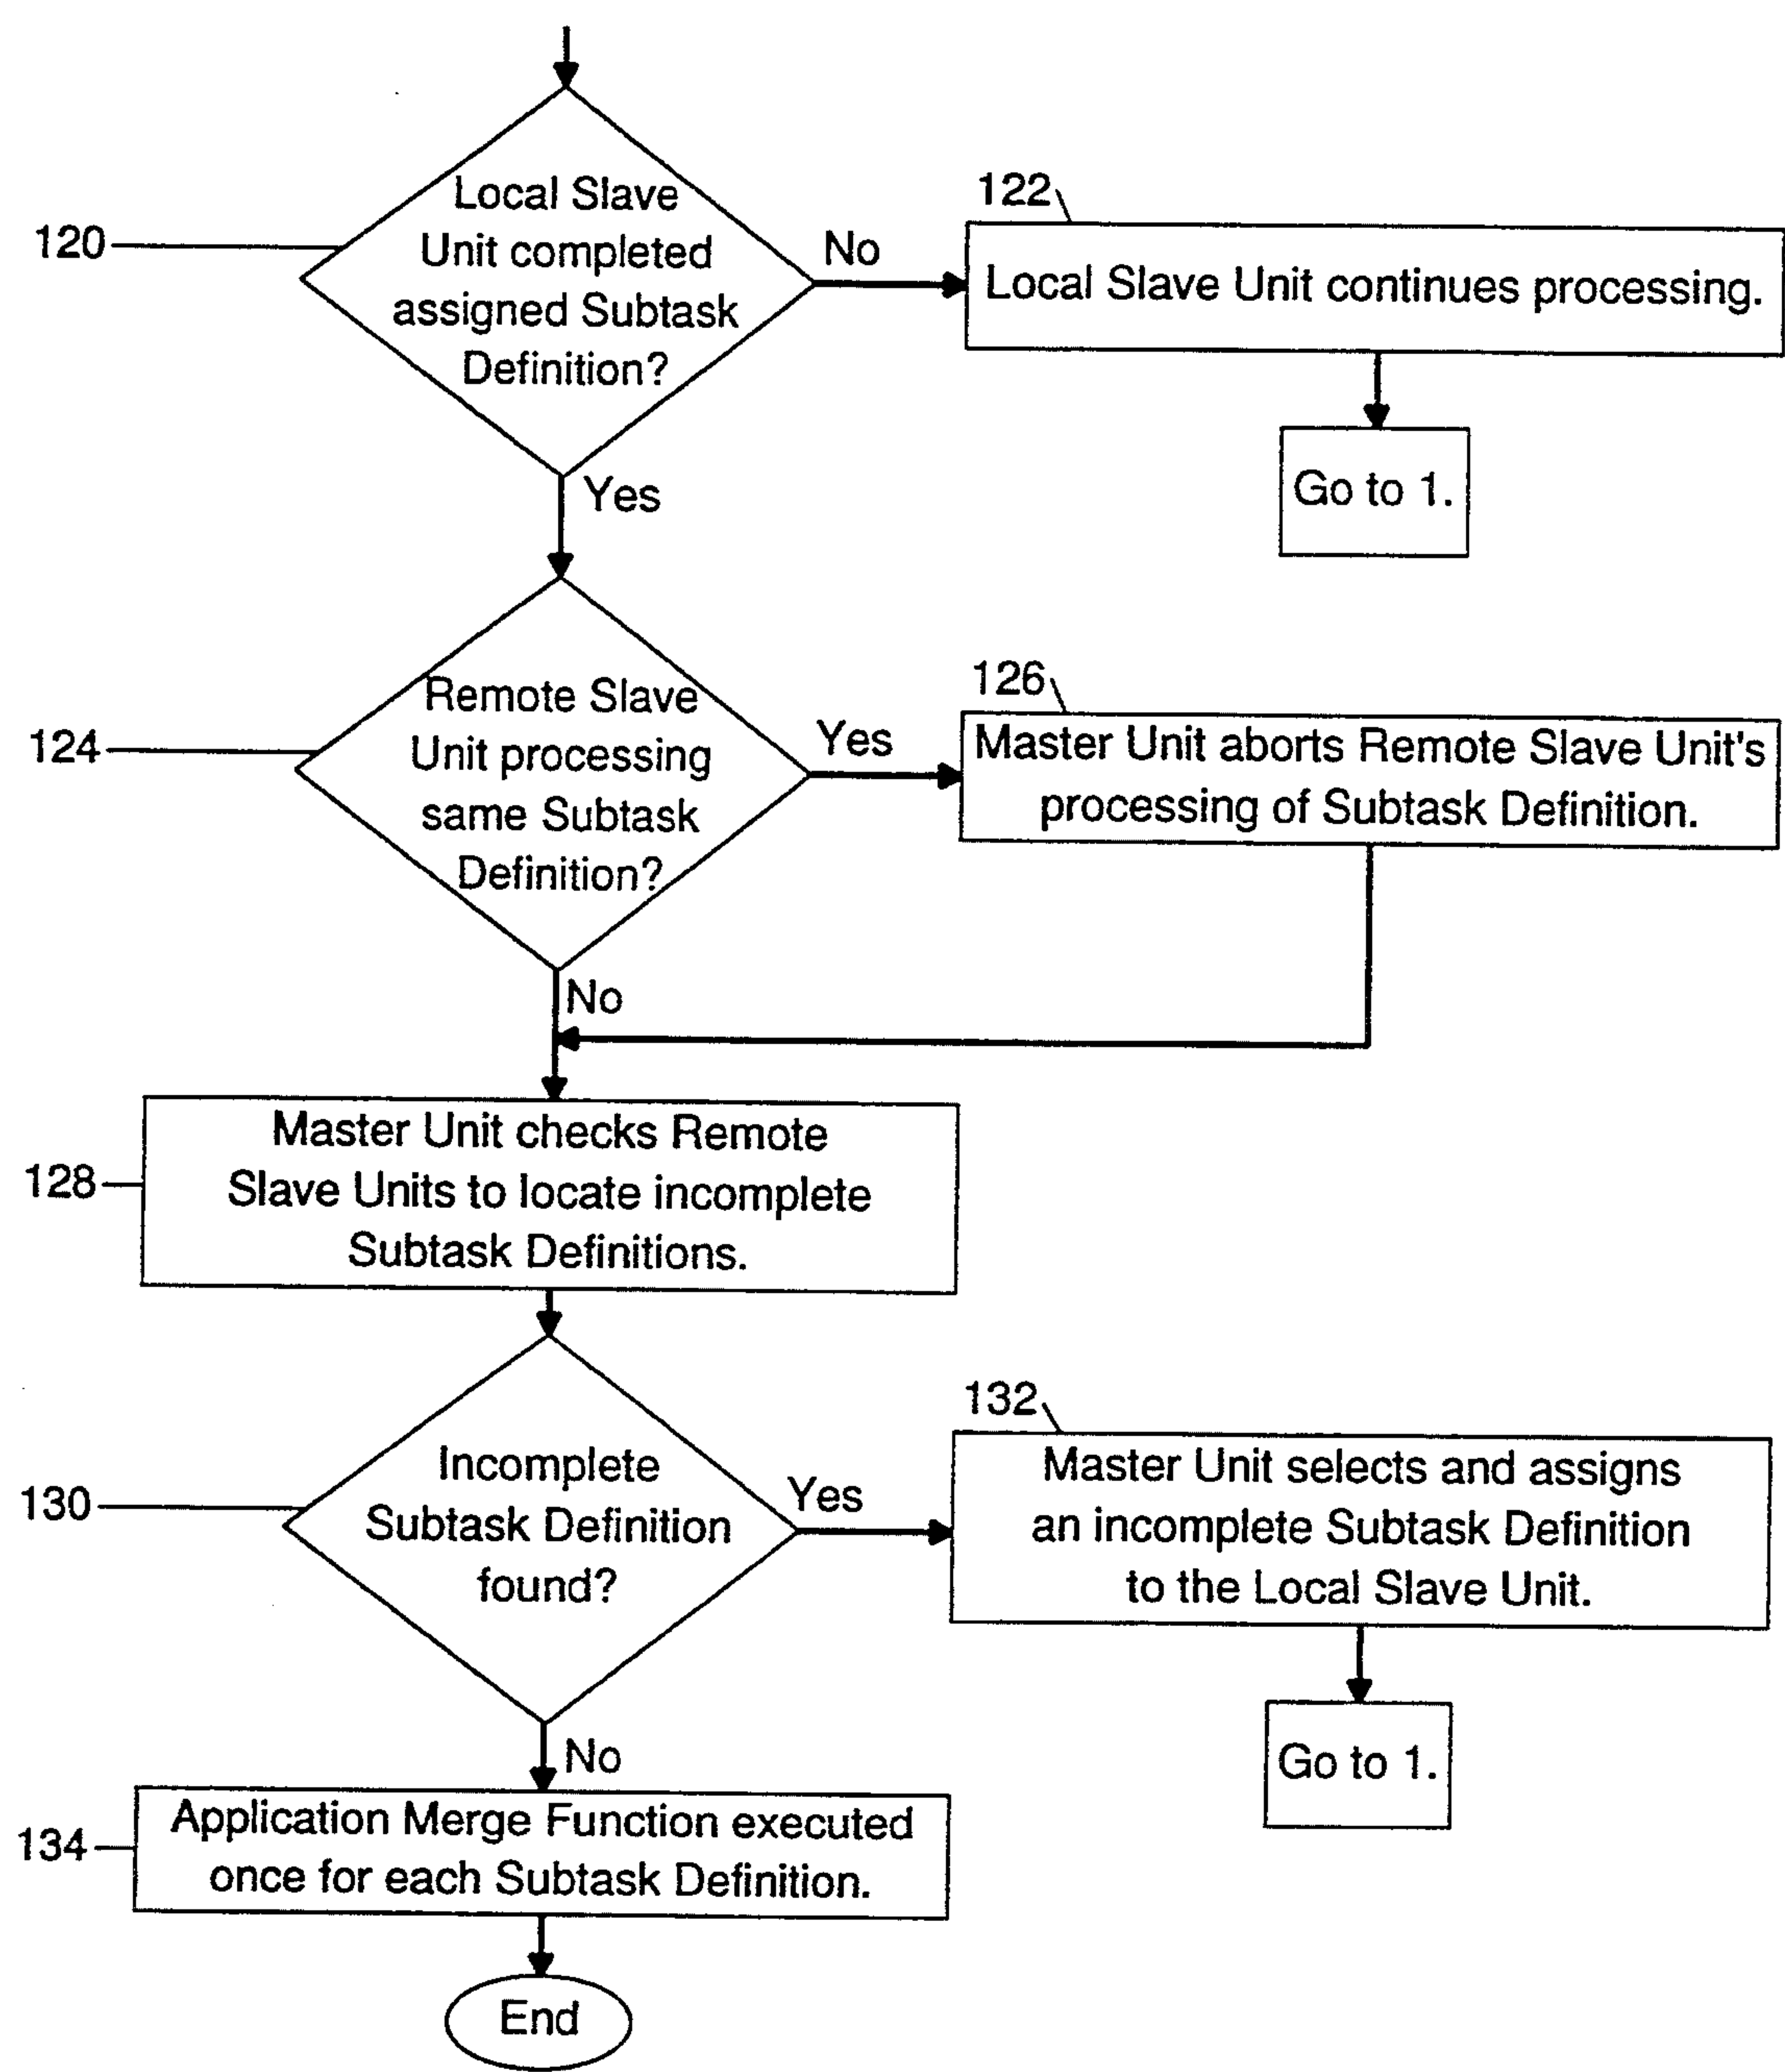 120
Local Slave
Unit completed
assigned Subtask
Definition?
No
122
Local Slave Unit continues processing.
Go to 1.
Yes
124
Remote Slave
Unit processing
same Subtask
Definition?
Yes
126
Master Unit aborts Remote Slave Unit's
processing of Subtask Definition.
No
128
Master Unit checks Remote
Slave Units to locate incomplete
Subtask Definitions.
130
Incomplete
Subtask Definition
found?
Yes
132
Master Unit selects and assigns
an incomplete Subtask Definition
to the Local Slave Unit.
Go to 1.
No
134
Application Merge Function executed
once for each Subtask Definition.
End